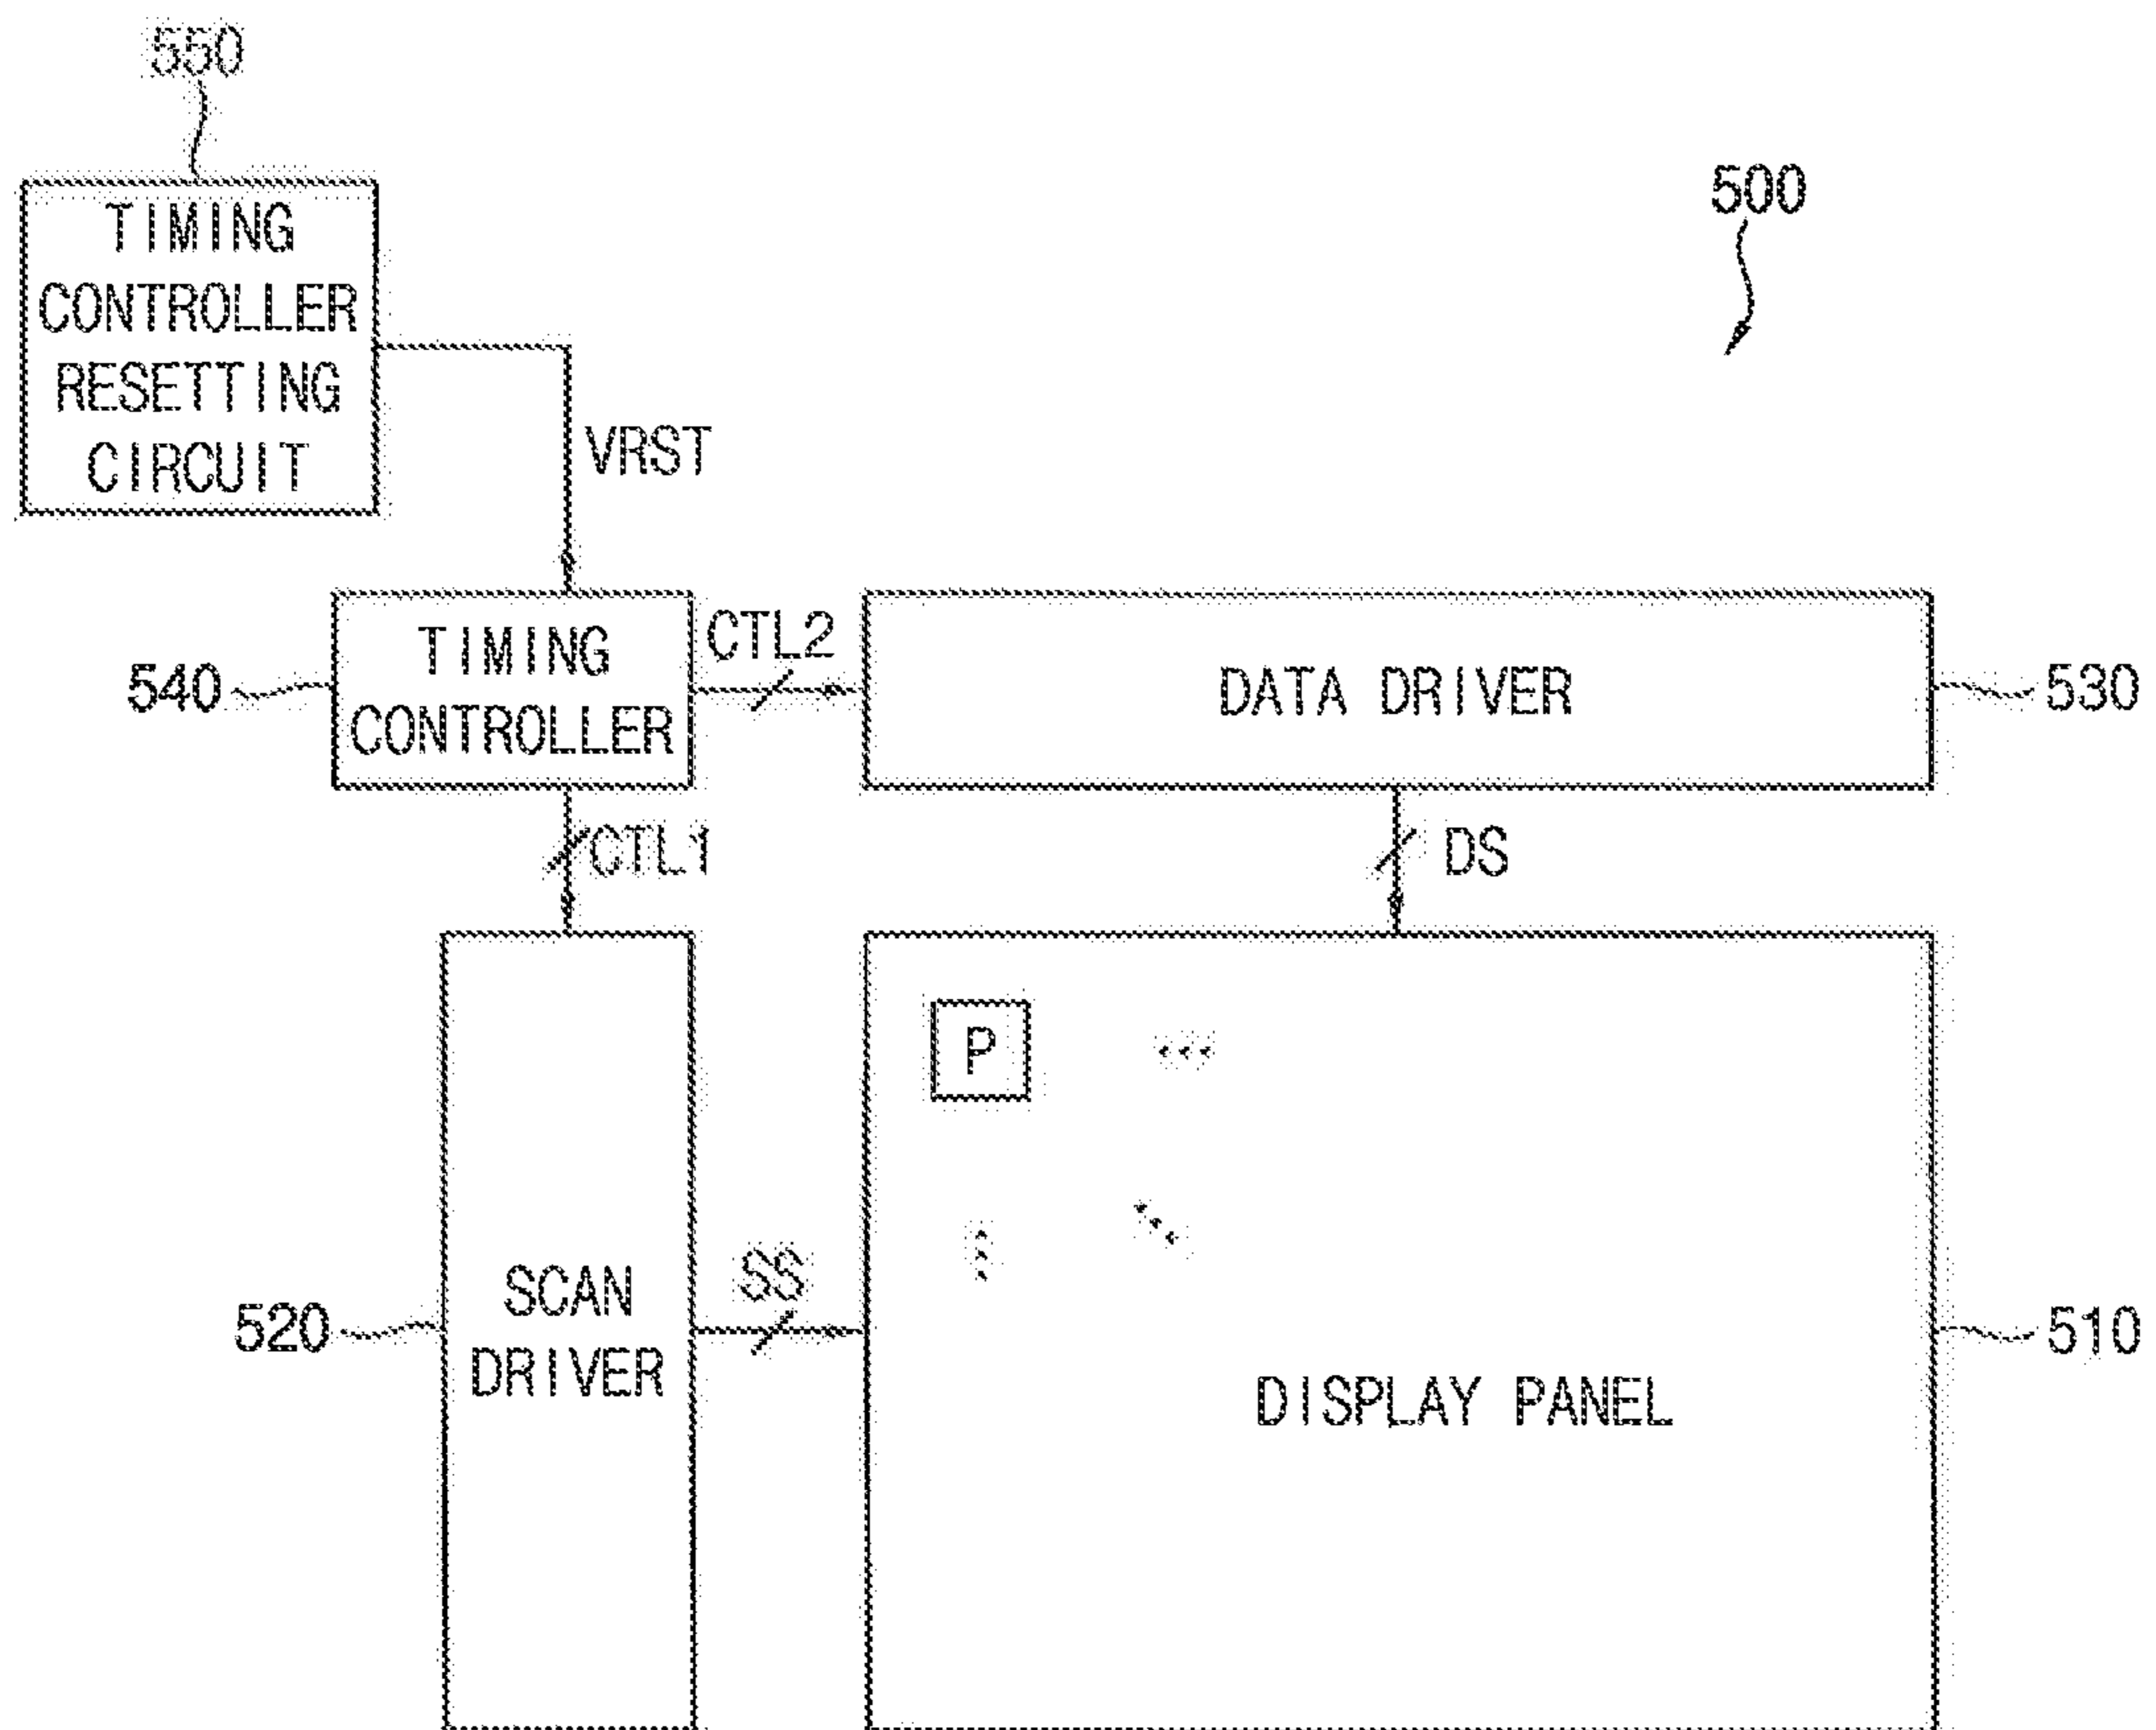 550
500
TIMING
CONTROLLER
RESETTING
CIRCUIT
VRST
540
TIMING
CONTROLLER
CTL2
DATA DRIVER
530
CTL1
DS
P
520
SCAN
DRIVER
SS
DISPLAY PANEL
510